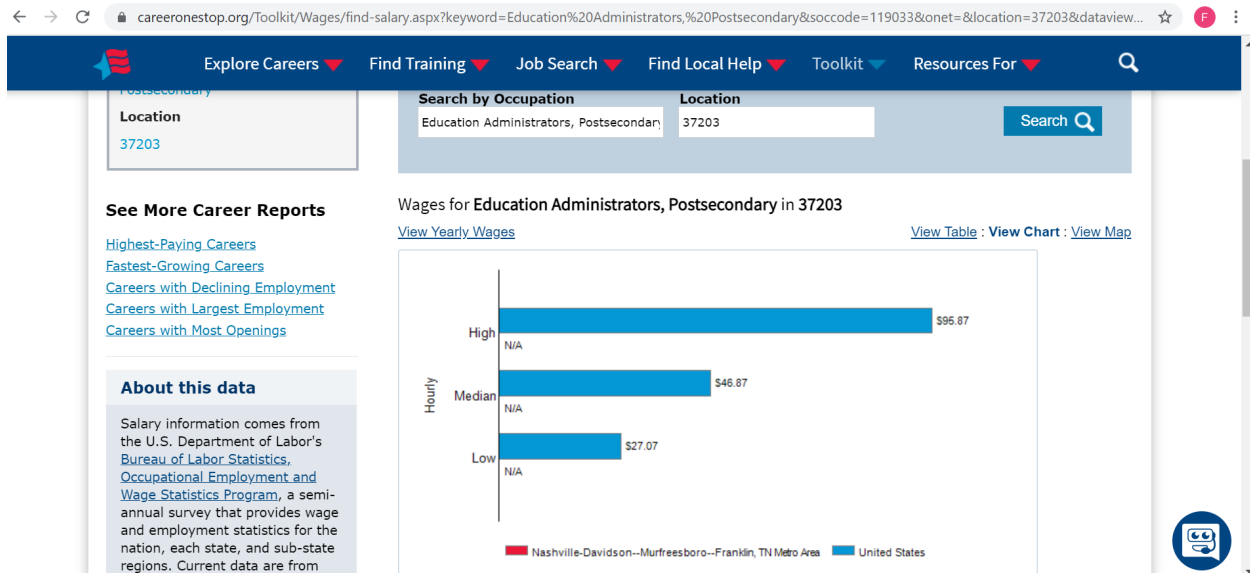 careeronestop.org/Toolkit/Wages/find-salary.aspx?keyword=Education%20Administrators,%20Postsecondary&soccode=119033&onet=&location=37203&dataview...
F
Explore Careers
Find Training
Job Search
Find Local Help
Toolkit
Resources For
Postsecondary
Location
37203
See More Career Reports
Highest-Paying Careers
Fastest-Growing Careers
Careers with Declining Employment
Careers with Largest Employment
Careers with Most Openings
About this data
Salary information comes from
the U.S. Department of Labor's
Bureau of Labor Statistics,
Occupational Employment and
Wage Statistics Program, a semi-
annual survey that provides wage
and employment statistics for the
nation, each state, and sub-state
regions. Current data are from
Search by Occupation
Education Administrators, Postsecondary
Location
37203
Search
Wages for Education Administrators, Postsecondary in 37203
View Yearly Wages
View Table : View Chart : View Map
Hourly
High
$95.87
N/A
Median
$46.87
N/A
Low
$27.07
N/A
Nashville-Davidson--Murfreesboro--Franklin, TN Metro Area
United States